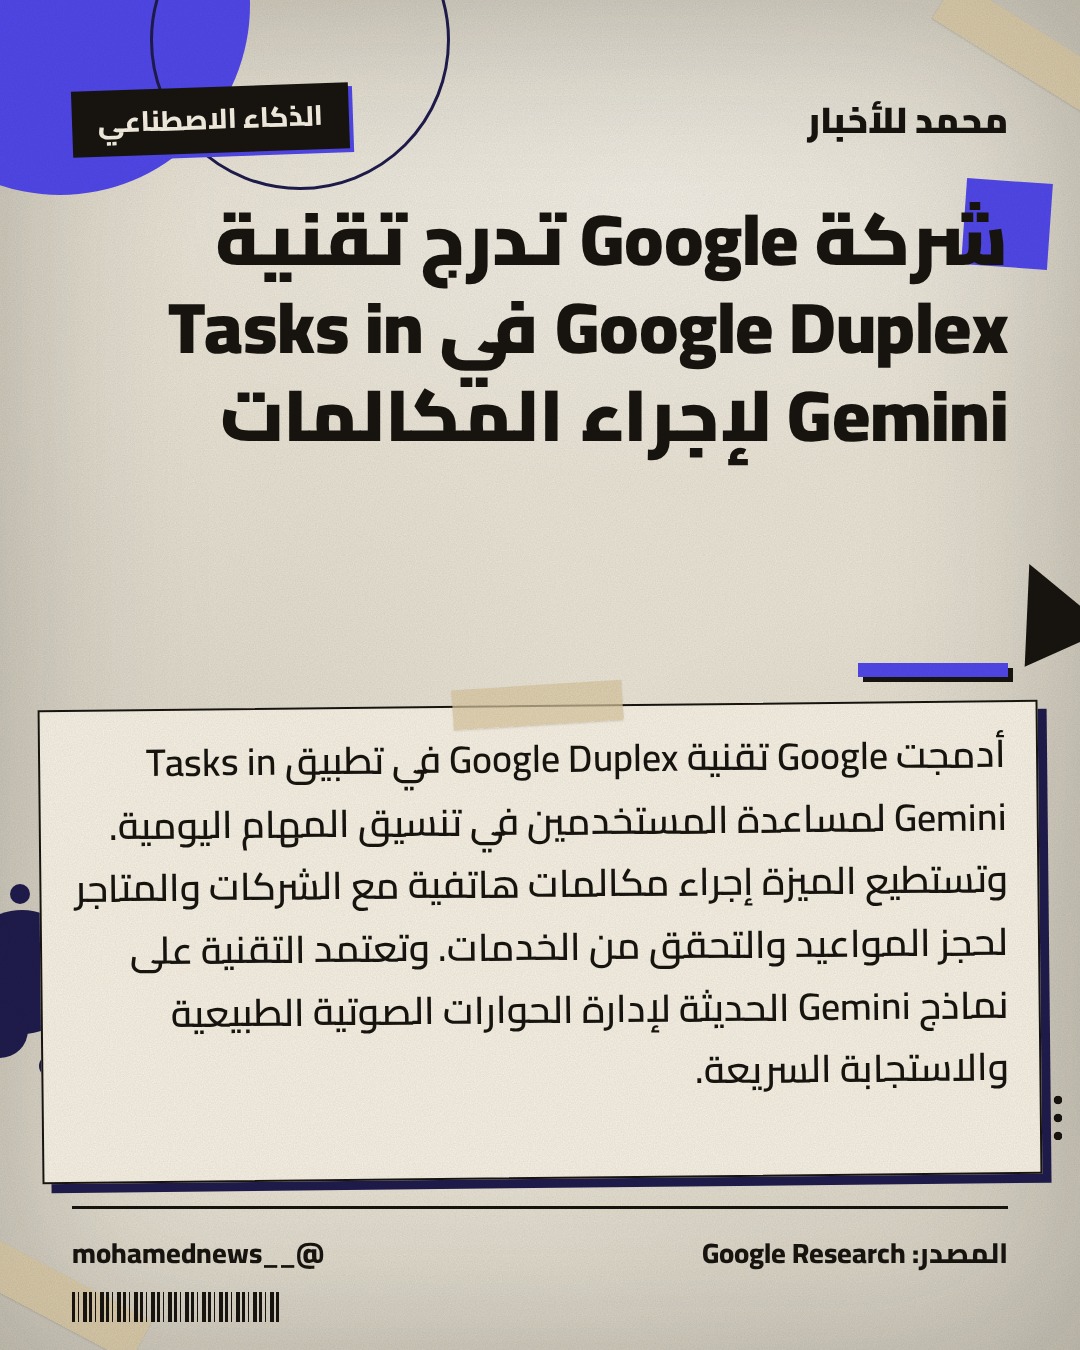 محمد للأخبار
الذكاء الاصطناعي
شركة Google تدرج تقنية
Google Duplex في Tasks in
Gemini لإجراء المكالمات
أدمجت Google تقنية Google Duplex في تطبيق Tasks in
Gemini لمساعدة المستخدمين في تنسيق المهام اليومية.
وتستطيع الميزة إجراء مكالمات هاتفية مع الشركات والمتاجر
لحجز المواعيد والتحقق من الخدمات. وتعتمد التقنية على
نماذج Gemini الحديثة لإدارة الحوارات الصوتية الطبيعية
والاستجابة السريعة.
المصدر: Google Research
mohamednews__@